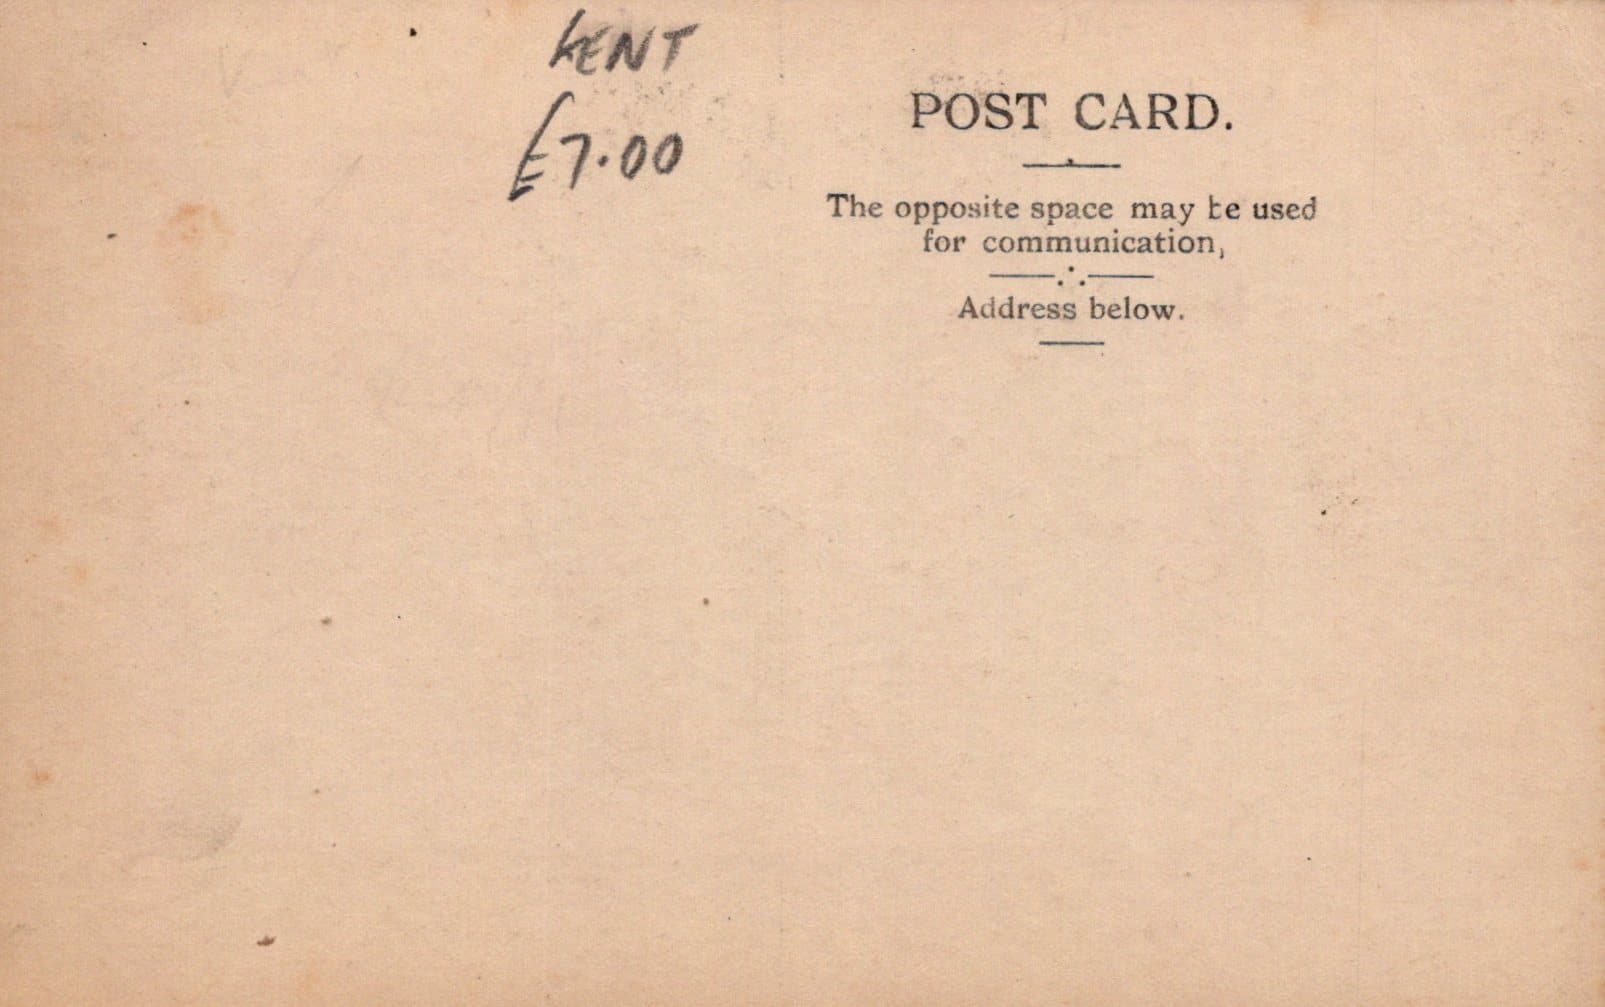 KENT
£7.00
POST CARD.
The opposite space may be used
for communication,
Address below.